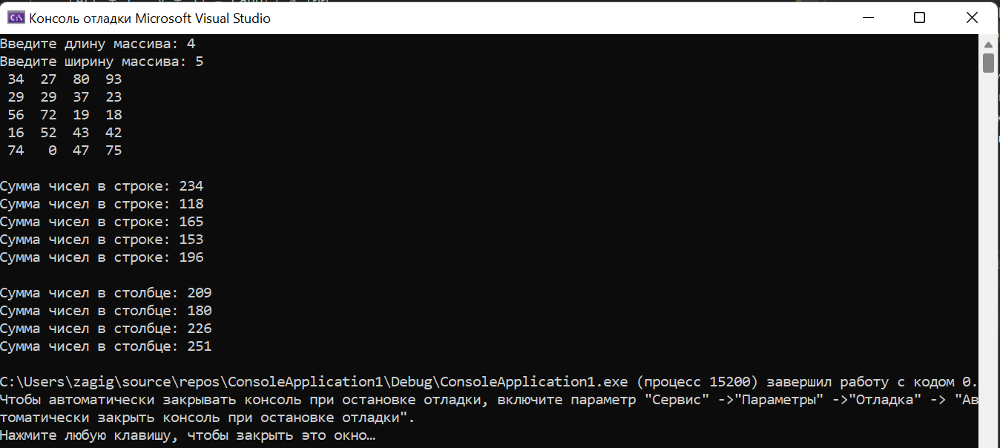 Консоль отладки Microsoft Visual Studio
Введите длину массива: 4
Введите ширину массива: 5
34 27 80 93
29 29 37 23
56 72 19 18
16 52 43 42
74 0 47 75
Сумма чисел в строке: 234
Сумма чисел в строке: 118
Сумма чисел в строке: 165
Сумма чисел в строке: 153
Сумма чисел в строке: 196
Сумма чисел в столбце: 209
Сумма чисел в столбце: 180
Сумма чисел в столбце: 226
Сумма чисел в столбце: 251
C:\Users\zagig\source\repos\ConsoleApplication1\Debug\ConsoleApplication1.exe (процесс 15200) завершил работу с кодом 0.
Чтобы автоматически закрывать консоль при остановке отладки, включите параметр "Сервис" ->"Параметры" ->"Отладка" -> "Ав
томатически закрыть консоль при остановке отладки".
Нажмите любую клавишу, чтобы закрыть это окно…